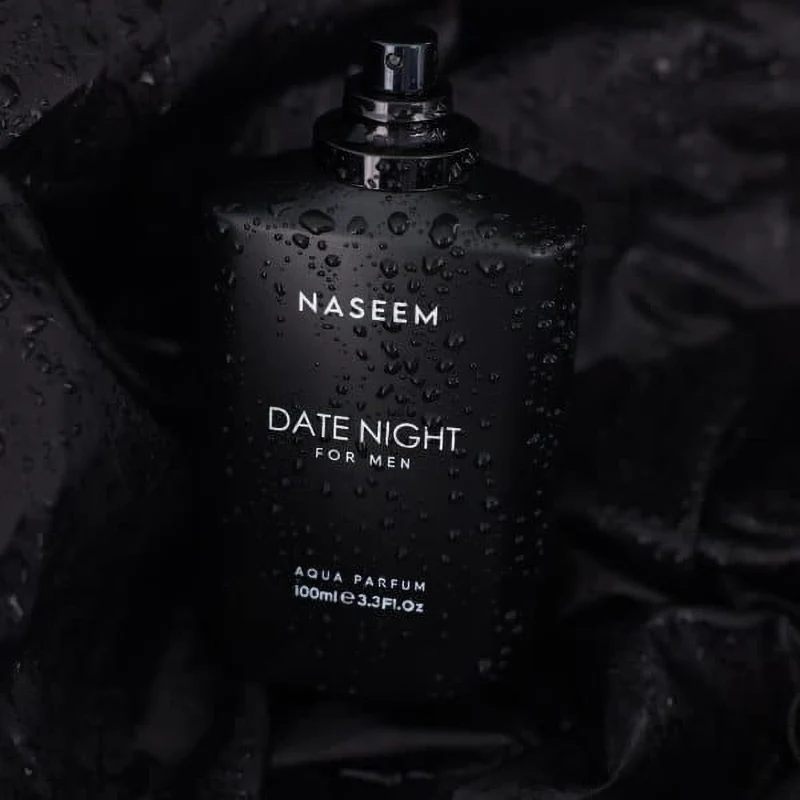 NASEEM
DATE NIGHT
FOR MEN
AQUA PARFUM
100ml e 3.3Fl.Oz